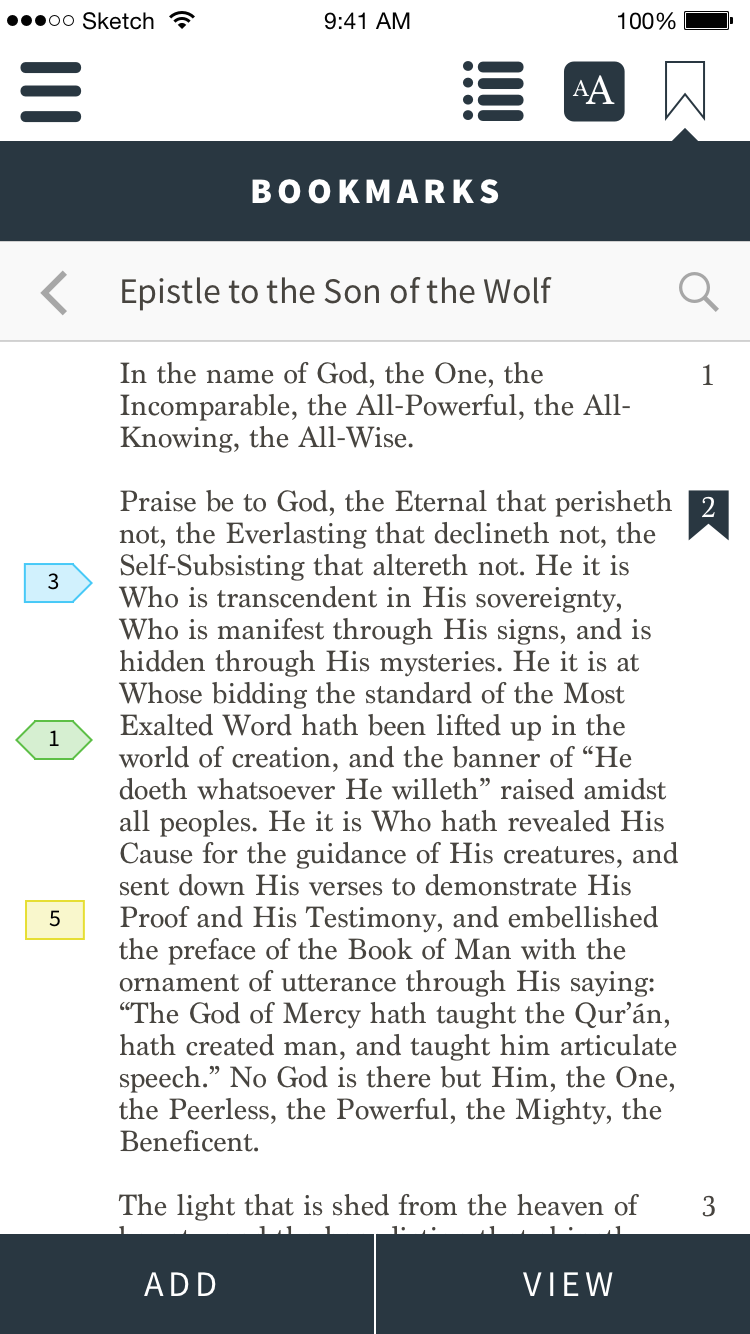 Sketch 9:41 AM 100%
AA
BOOKMARKS
Epistle to the Son of the Wolf
In the name of God, the One, the 1
Incomparable, the All-Powerful, the All-
Knowing, the All-Wise.
Praise be to God, the Eternal that perisheth 2
not, the Everlasting that declineth not, the
Self-Subsisting that altereth not. He it is
3
Who is transcendent in His sovereignty,
Who is manifest through His signs, and is
hidden through His mysteries. He it is at
Whose bidding the standard of the Most
Exalted Word hath been lifted up in the
1
world of creation, and the banner of “He
doeth whatsoever He willeth” raised amidst
all peoples. He it is Who hath revealed His
Cause for the guidance of His creatures, and
sent down His verses to demonstrate His
5 Proof and His Testimony, and embellished
the preface of the Book of Man with the
ornament of utterance through His saying:
“The God of Mercy hath taught the Qur’án,
hath created man, and taught him articulate
speech.” No God is there but Him, the One,
the Peerless, the Powerful, the Mighty, the
Beneficent.
The light that is shed from the heaven of 3
ADD VIEW